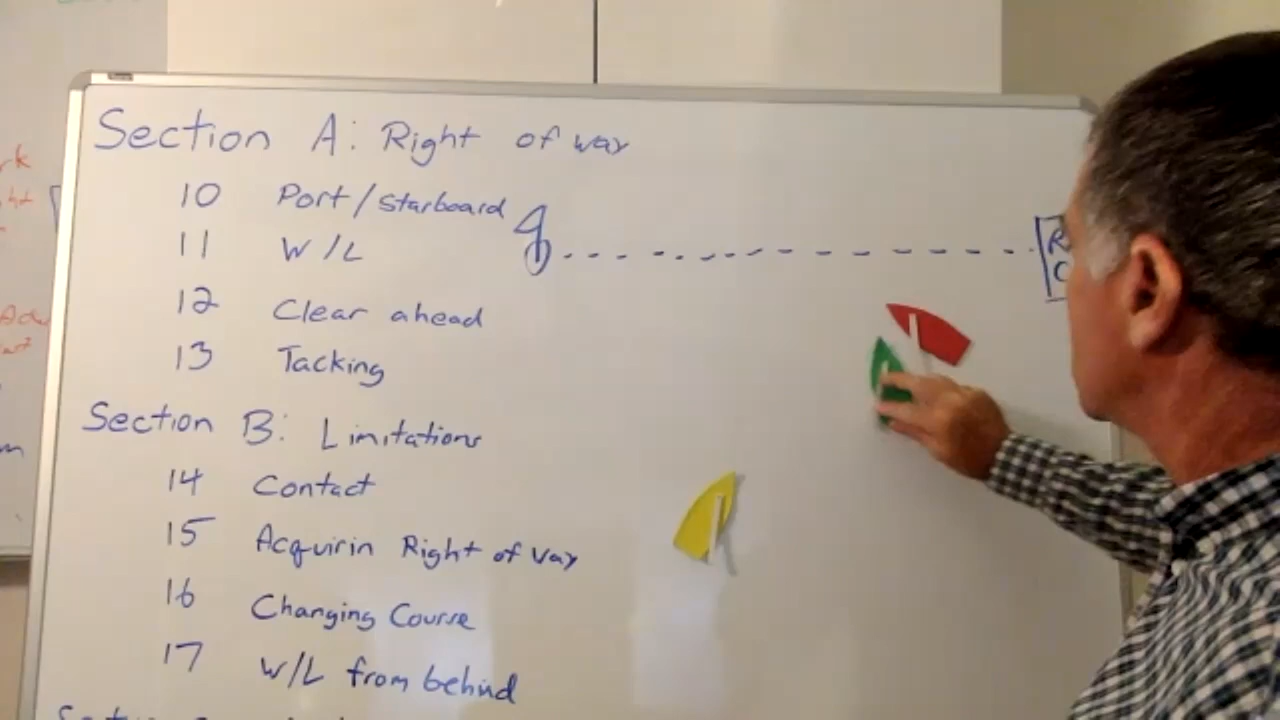 Section A: Right of way
10 Port/Starboard
11 W/L
12 Clear ahead
13 Tacking
Section B: Limitations
14 Contact
15 Acquirin Right of way
16 Changing Course
17 W/L from behind
R
C